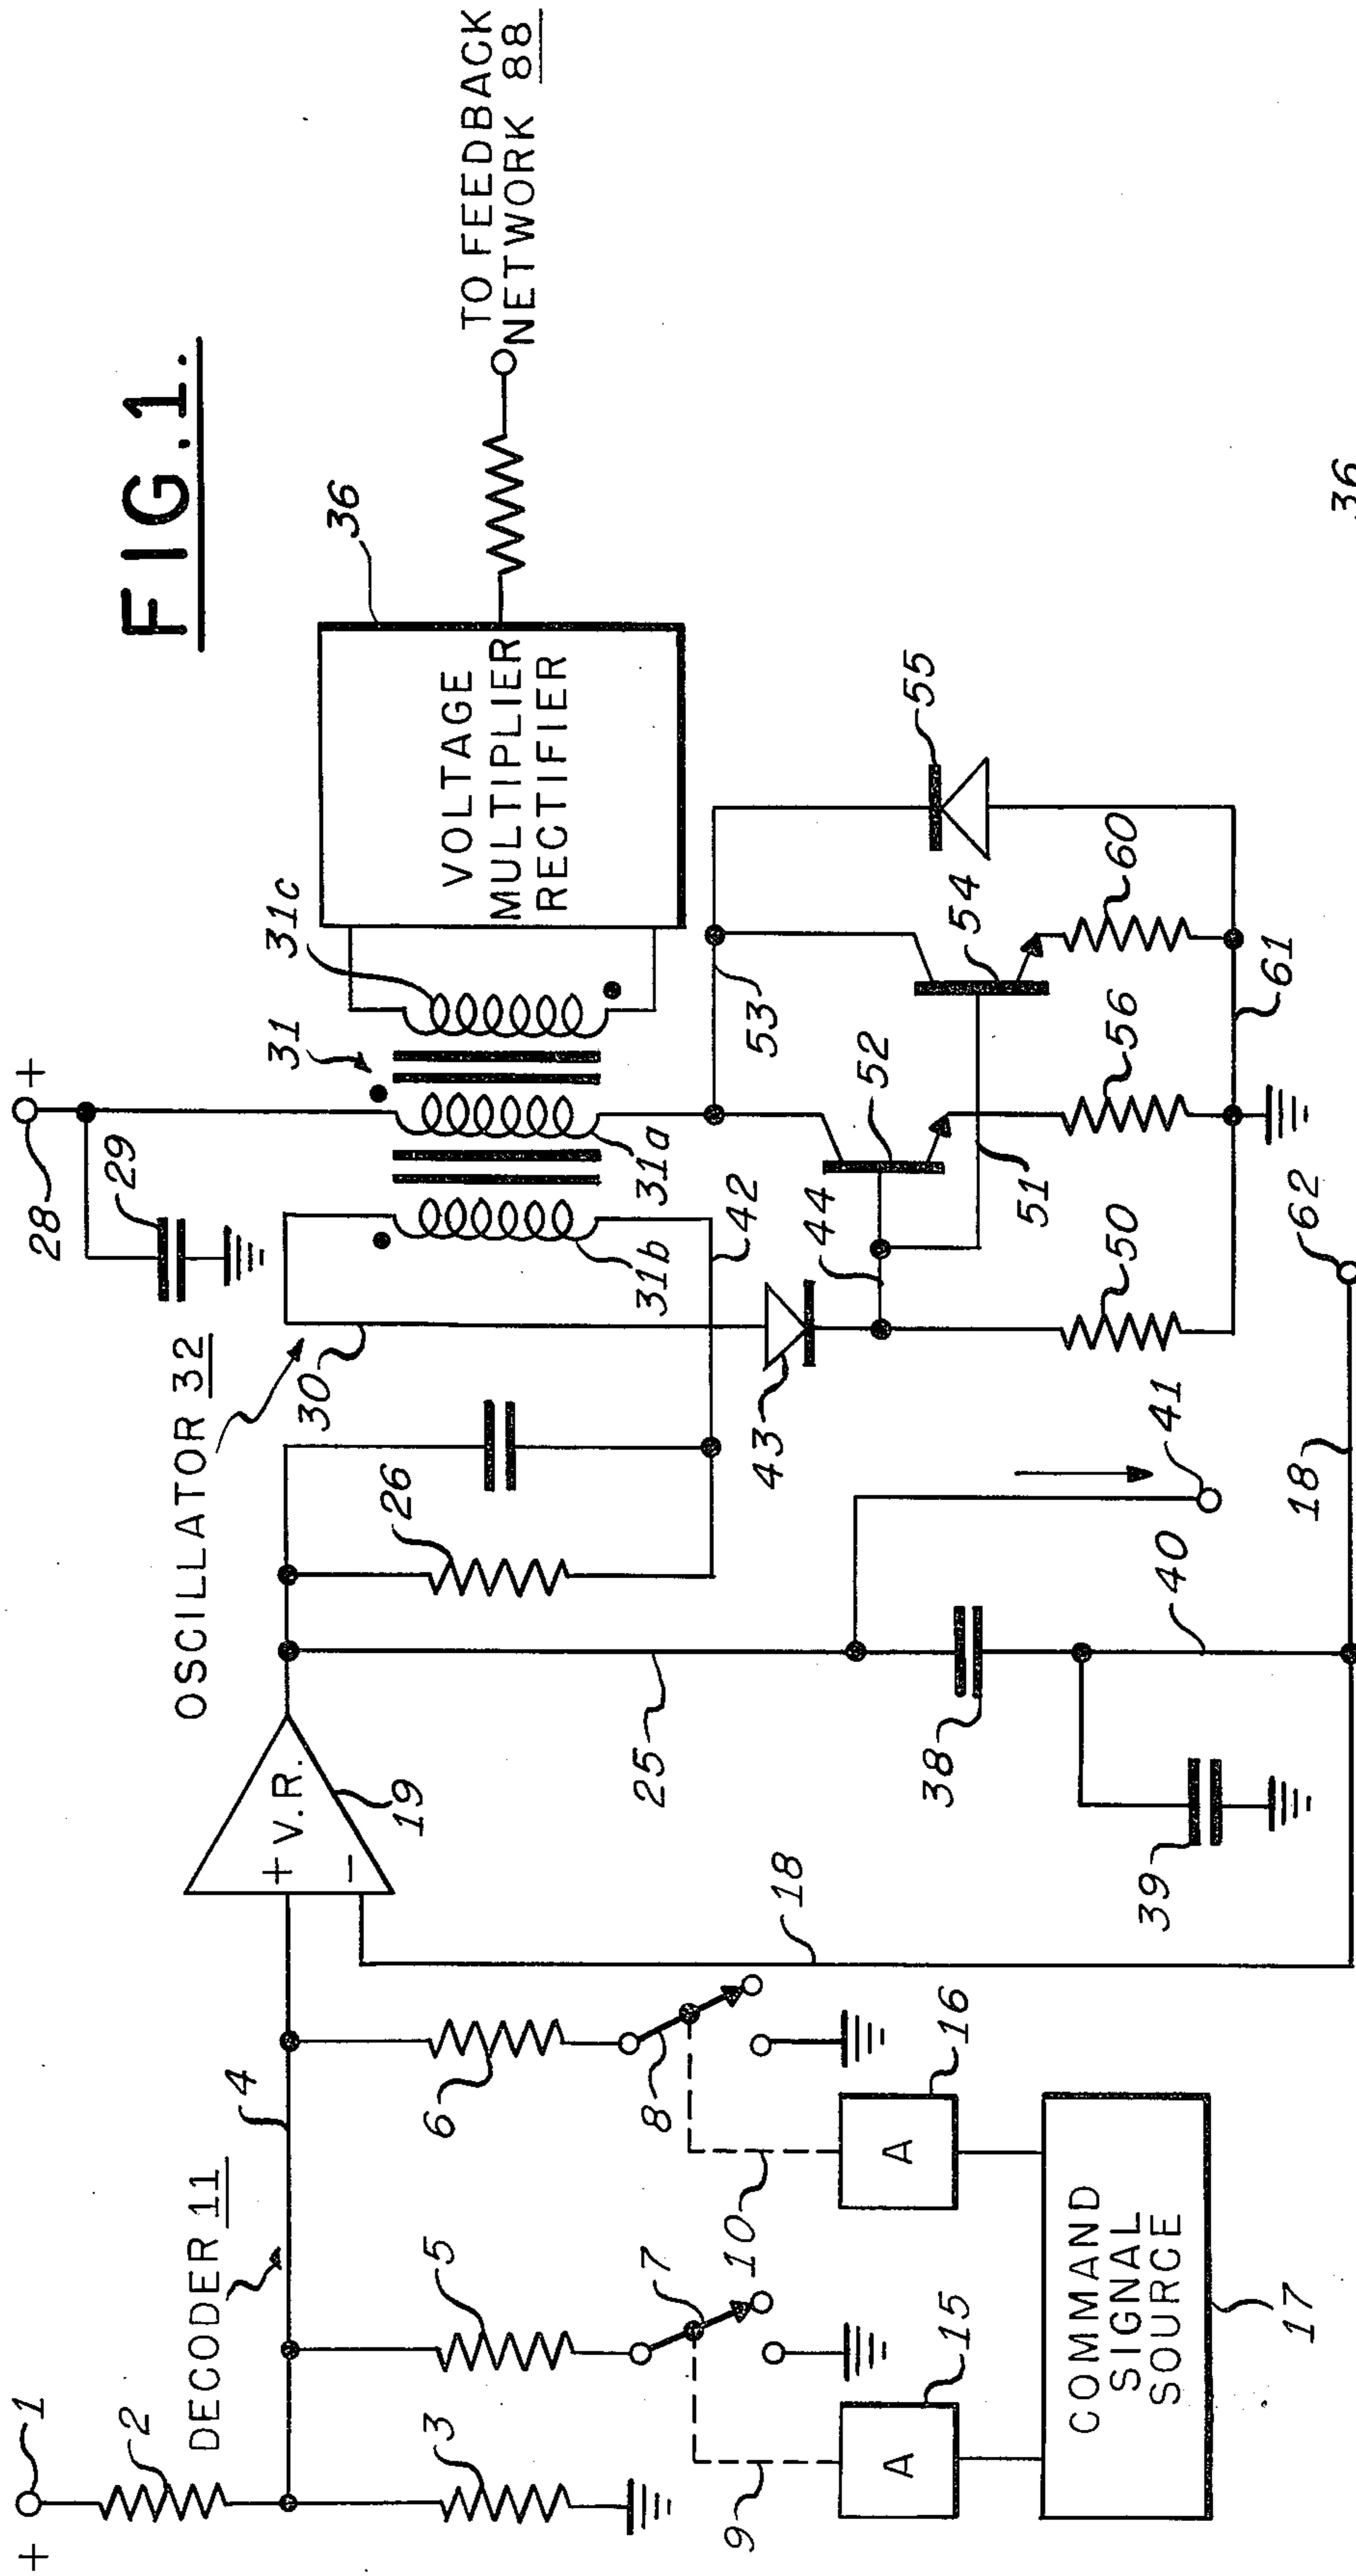 FIG.1.
+
1
2
DECODER 11
3
4
5
6
7
8
9
10
A
15
A
16
COMMAND
SIGNAL
SOURCE
17
18
+
-
V.R.
19
OSCILLATOR 32
25
26
28
+
29
30
31
31a
31b
31c
VOLTAGE
MULTIPLIER
RECTIFIER
36
TO FEEDBACK
NETWORK 88
38
39
40
41
42
43
44
50
51
52
53
54
55
56
60
61
62
18
36